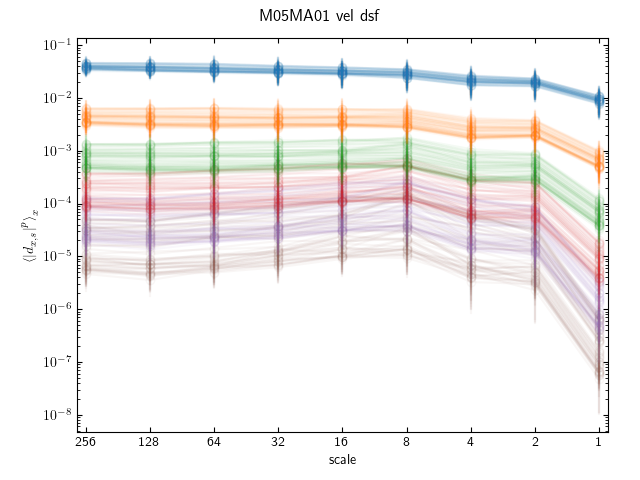 M05MA01 vel dsf
10⁻¹
10⁻²
10⁻³
10⁻⁴
10⁻⁵
10⁻⁶
10⁻⁷
10⁻⁸
⟨|d_{x,s}|^p⟩_x
256 128 64 32 16 8 4 2 1
scale